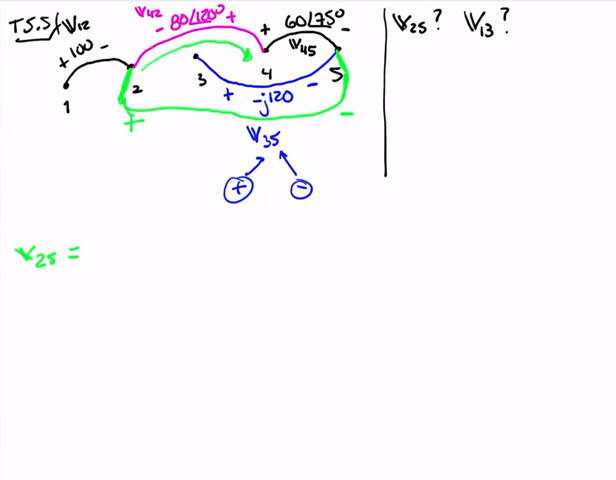 T.5.5 / V12 V42 - 80/120° + + 60/75° - V25? V13?
+ 100 - V45
1 2 3 4 5
+ -j120 -
+ -
V35
+ -
V25 =